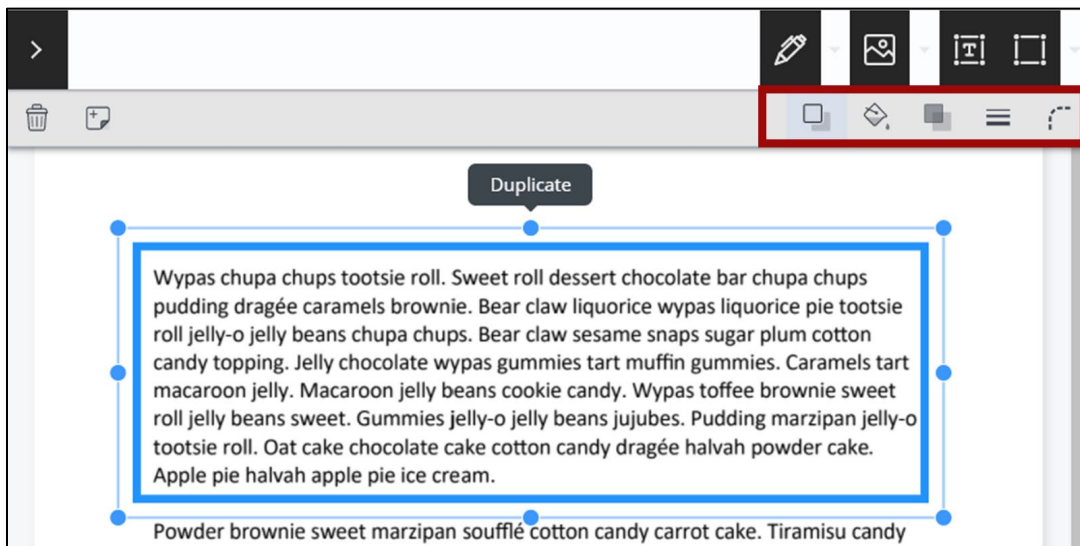 Duplicate
Wypas chupa chups tootsie roll. Sweet roll dessert chocolate bar chupa chups
pudding dragée caramels brownie. Bear claw liquorice wypas liquorice pie tootsie
roll jelly-o jelly beans chupa chups. Bear claw sesame snaps sugar plum cotton
candy topping. Jelly chocolate wypas gummies tart muffin gummies. Caramels tart
macaroon jelly. Macaroon jelly beans cookie candy. Wypas toffee brownie sweet
roll jelly beans sweet. Gummies jelly-o jelly beans jujubes. Pudding marzipan jelly-o
tootsie roll. Oat cake chocolate cake cotton candy dragée halvah powder cake.
Apple pie halvah apple pie ice cream.
Powder brownie sweet marzipan soufflé cotton candy carrot cake. Tiramisu candy